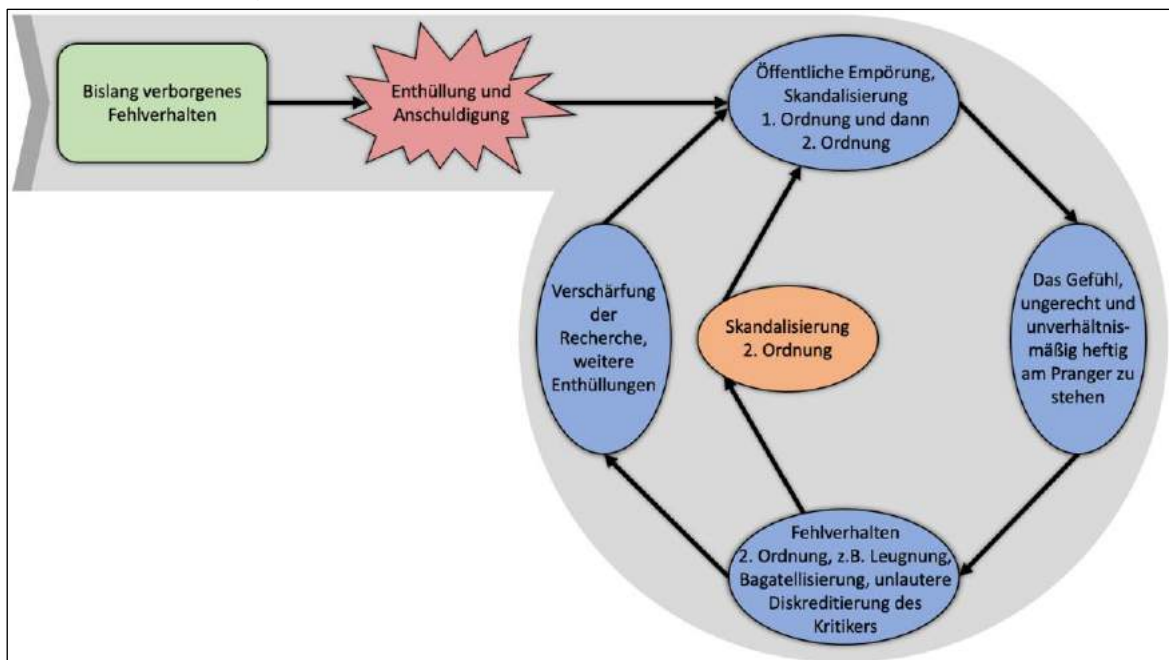 Bislang verborgenes
Fehlverhalten
Enthüllung und
Anschuldigung
Öffentliche Empörung,
Skandalisierung
1. Ordnung und dann
2. Ordnung
Das Gefühl,
ungerecht und
unverhältnis-
mäßig heftig
am Pranger zu
stehen
Fehlverhalten
2. Ordnung, z.B. Leugnung,
Bagatellisierung, unlautere
Diskreditierung des
Kritikers
Verschärfung
der
Recherche,
weitere
Enthüllungen
Skandalisierung
2. Ordnung